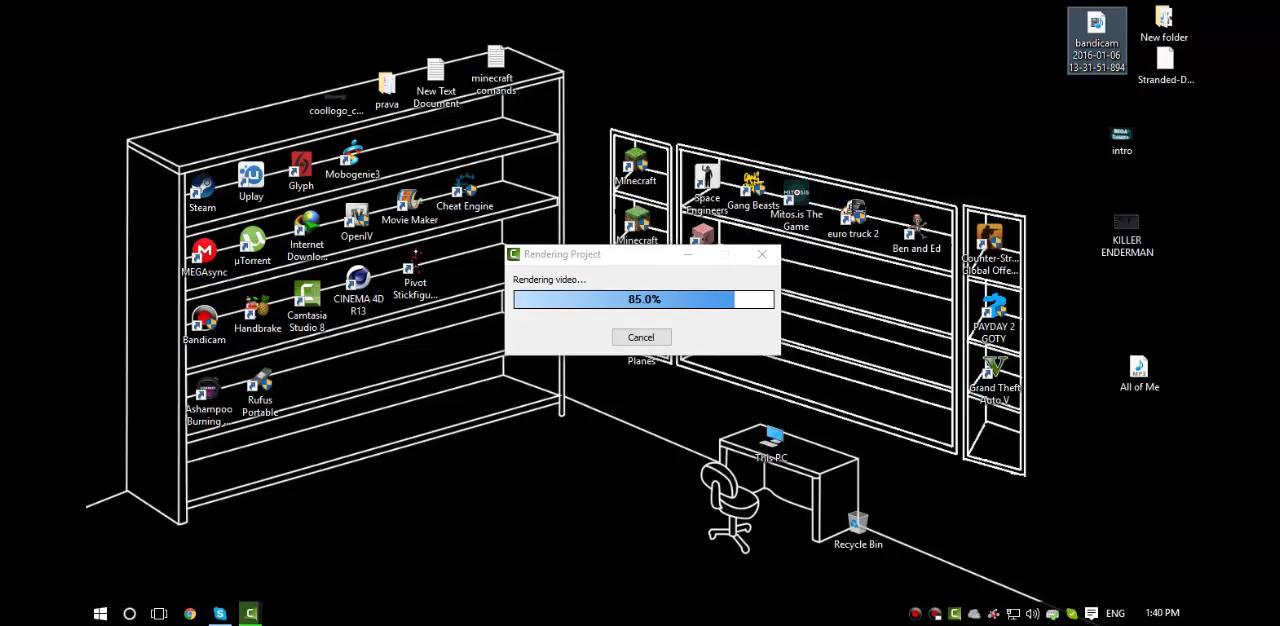 bandicam
2016-01-06
13-31-51-894
New folder
Stranded-D...
minecraft
comands
New Text
Document
prava
coollogo_c...
intro
KILLER
ENDERMAN
All of Me
Steam
Uplay
Glyph
Mobogenie3
MEGAsync
µTorrent
Internet
Downlo...
OpenIV
Movie Maker
Cheat Engine
Bandicam
Handbrake
Camtasia
Studio 8
CINEMA 4D
R13
Pivot
Stickfigu...
Ashampoo
Burning ...
Rufus
Portable
Minecraft
Minecraft
Planes
Space
Engineers
Gang Beasts
MITOSIS
Mitos.is The
Game
euro truck 2
Ben and Ed
Counter-Str...
Global Offe...
PAYDAY 2
GOTY
Grand Theft
Auto V
Rendering Project
Rendering video...
85.0%
Cancel
This PC
Recycle Bin
ENG
1:40 PM